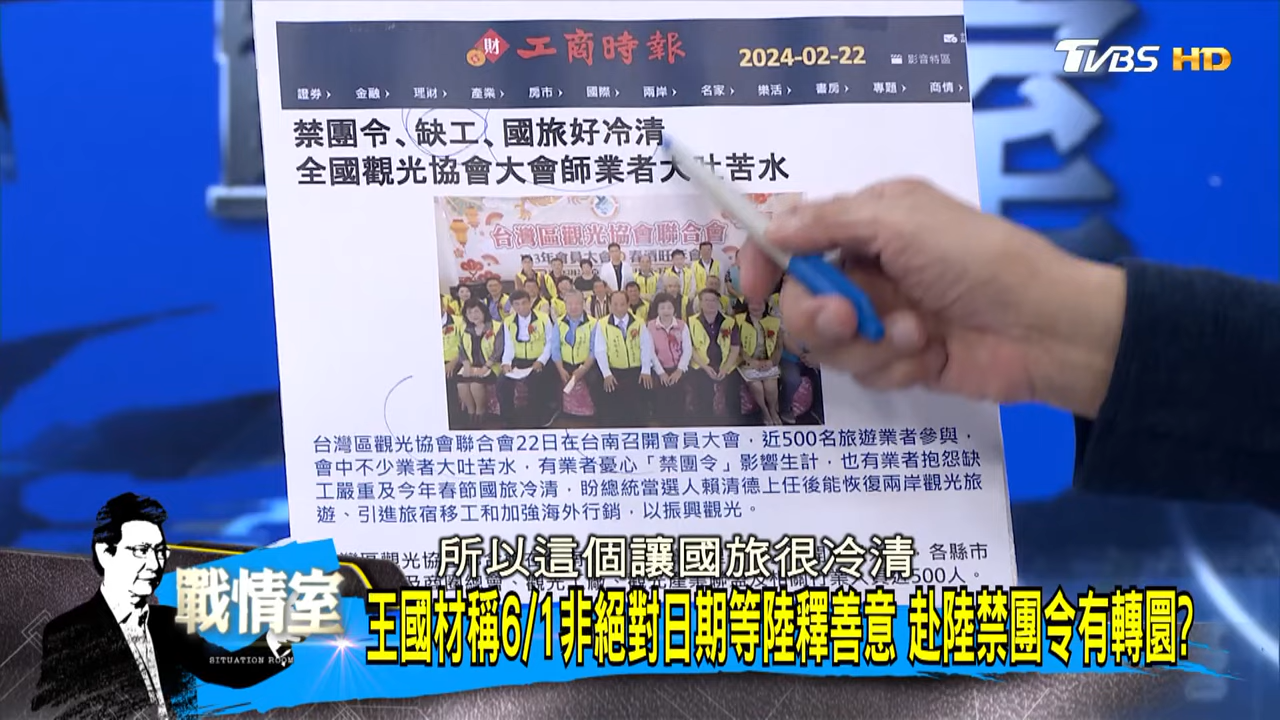 財 工商時報
2024-02-22
影音特區
TVBS HD
證券 金融 理財 產業 房市 國際 兩岸 名家 樂活 書房 專題 商情
禁團令、缺工、國旅好冷清
全國觀光協會大會師業者大吐苦水
台灣區觀光協會聯合會
台灣區觀光協會聯合會22日在台南召開會員大會，近500名旅遊業者參與，
會中不少業者大吐苦水，有業者憂心「禁團令」影響生計，也有業者抱怨缺
工嚴重及今年春節國旅冷清，盼總統當選人賴清德上任後能恢復兩岸觀光旅
遊、引進旅宿移工和加強海外行銷，以振興觀光。
各縣市
所以這個讓國旅很冷清
戰情室
SITUATION ROOM
王國材稱6/1非絕對日期等陸釋善意 赴陸禁團令有轉圜?